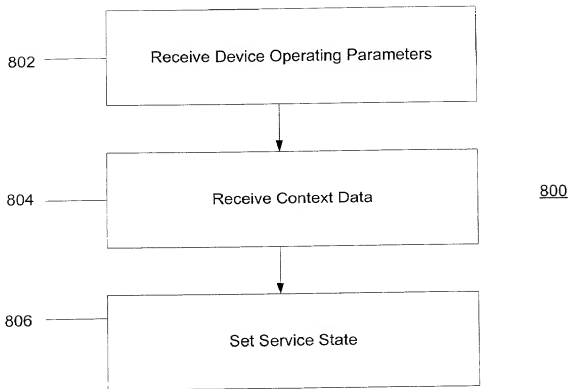 802
Receive Device Operating Parameters
804
Receive Context Data
800
806
Set Service State